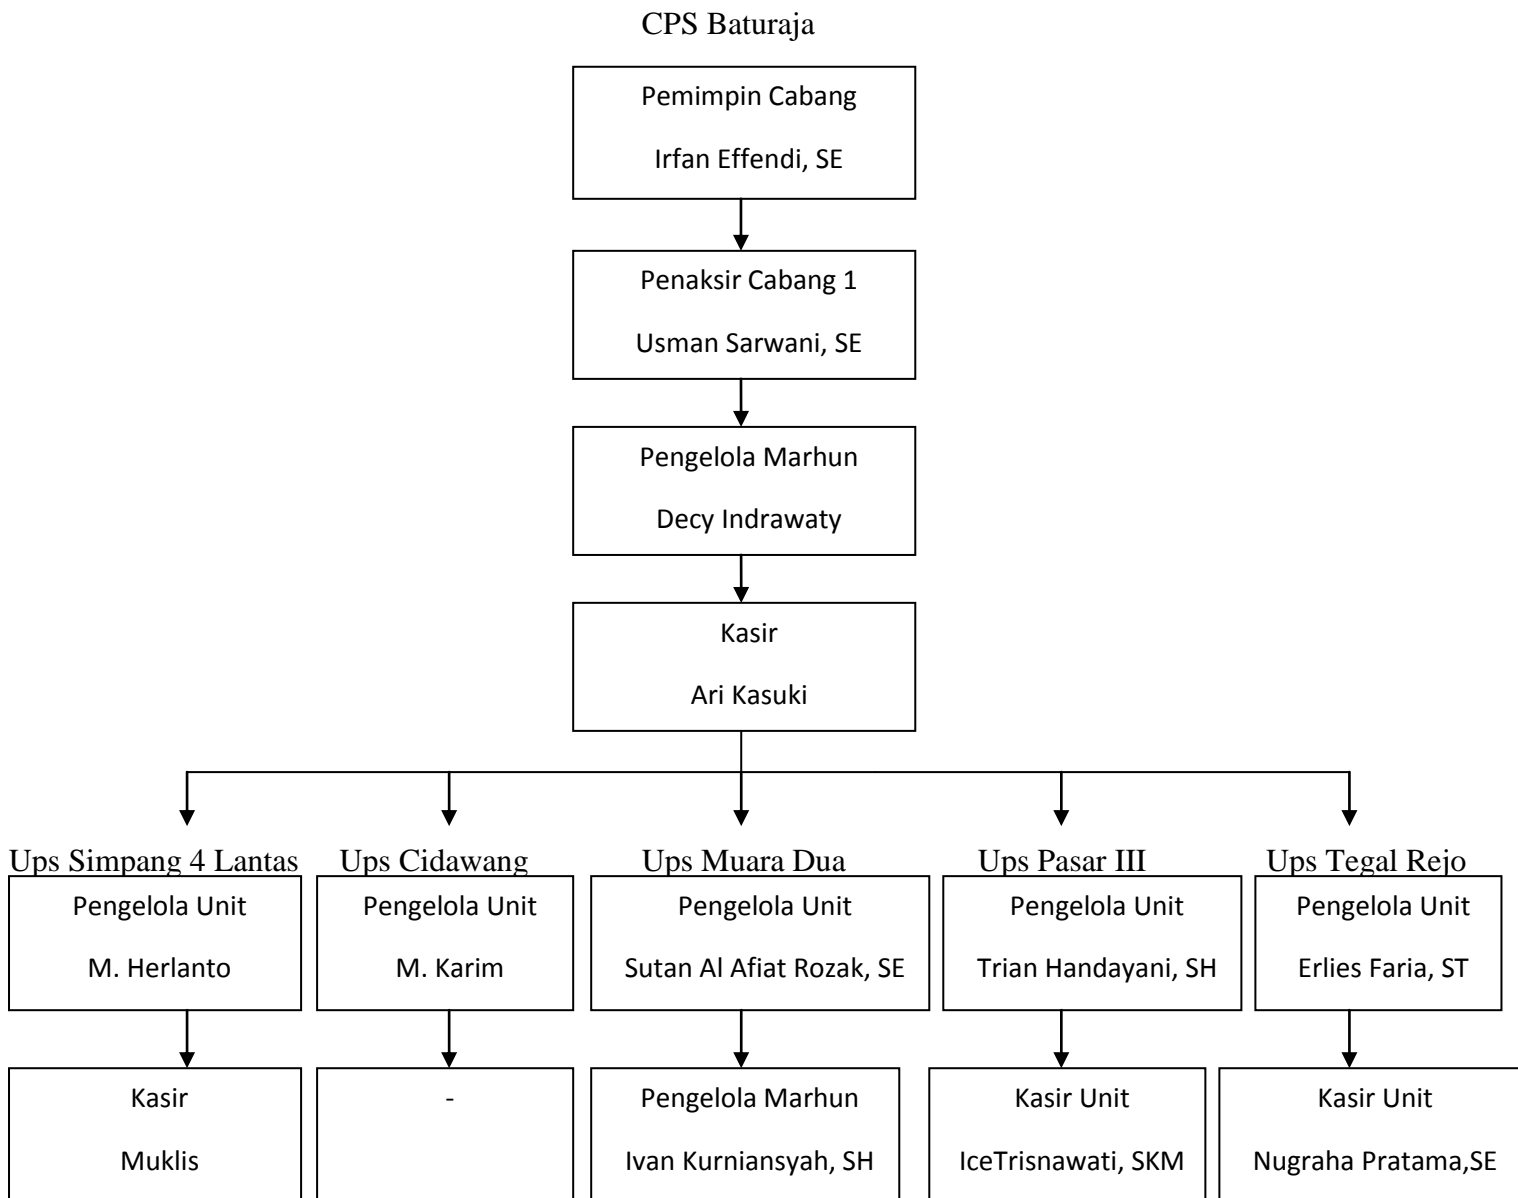 CPS Baturaja
Pemimpin Cabang
Irfan Effendi, SE
Penaksir Cabang 1
Usman Sarwani, SE
Pengelola Marhun
Decy Indrawaty
Kasir
Ari Kasuki
Ups Simpang 4 Lantas
Ups Cidawang
Ups Muara Dua
Ups Pasar III
Ups Tegal Rejo
Pengelola Unit
M. Herlanto
Pengelola Unit
M. Karim
Pengelola Unit
Sutan Al Afiat Rozak, SE
Pengelola Unit
Trian Handayani, SH
Pengelola Unit
Erlies Faria, ST
Kasir
Muklis
-
Pengelola Marhun
Ivan Kurniansyah, SH
Kasir Unit
IceTrisnawati, SKM
Kasir Unit
Nugraha Pratama,SE